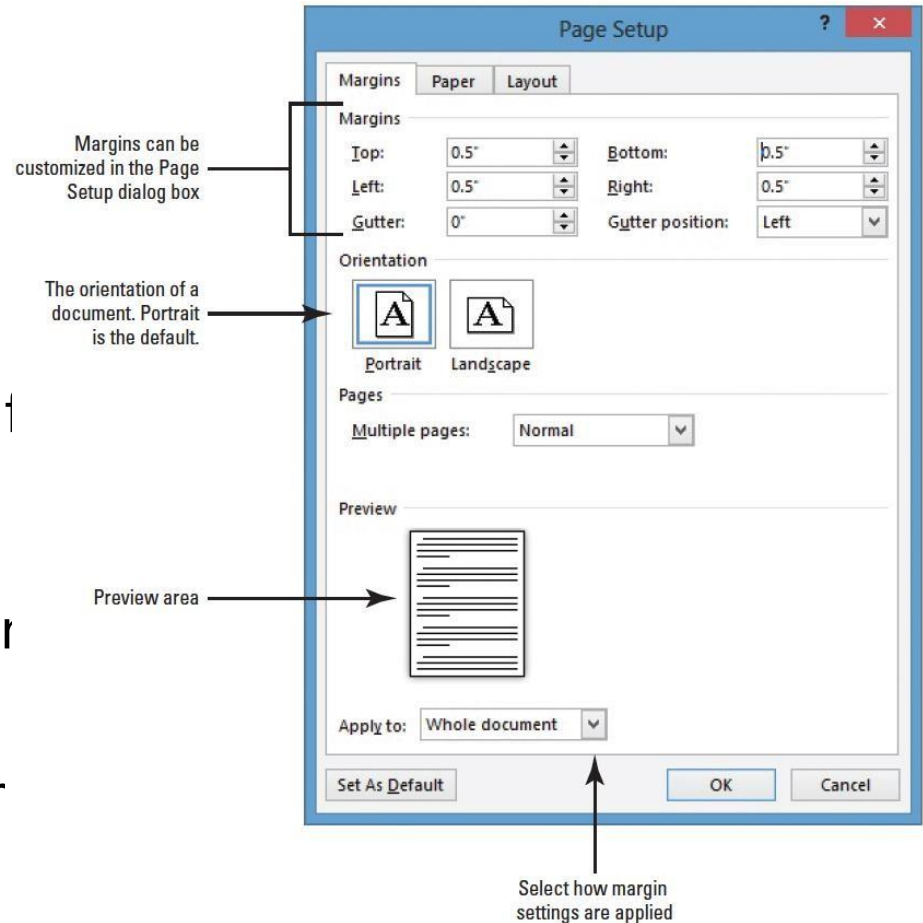 Page Setup ? ×
Margins Paper Layout
Margins
Top: 0.5" Bottom: 0.5"
Left: 0.5" Right: 0.5"
Gutter: 0" Gutter position: Left
Margins can be
customized in the Page
Setup dialog box
Orientation
A A
Portrait Landscape
The orientation of a
document. Portrait
is the default.
Pages
Multiple pages: Normal
Preview
Preview area
Apply to: Whole document
Set As Default OK Cancel
Select how margin
settings are applied